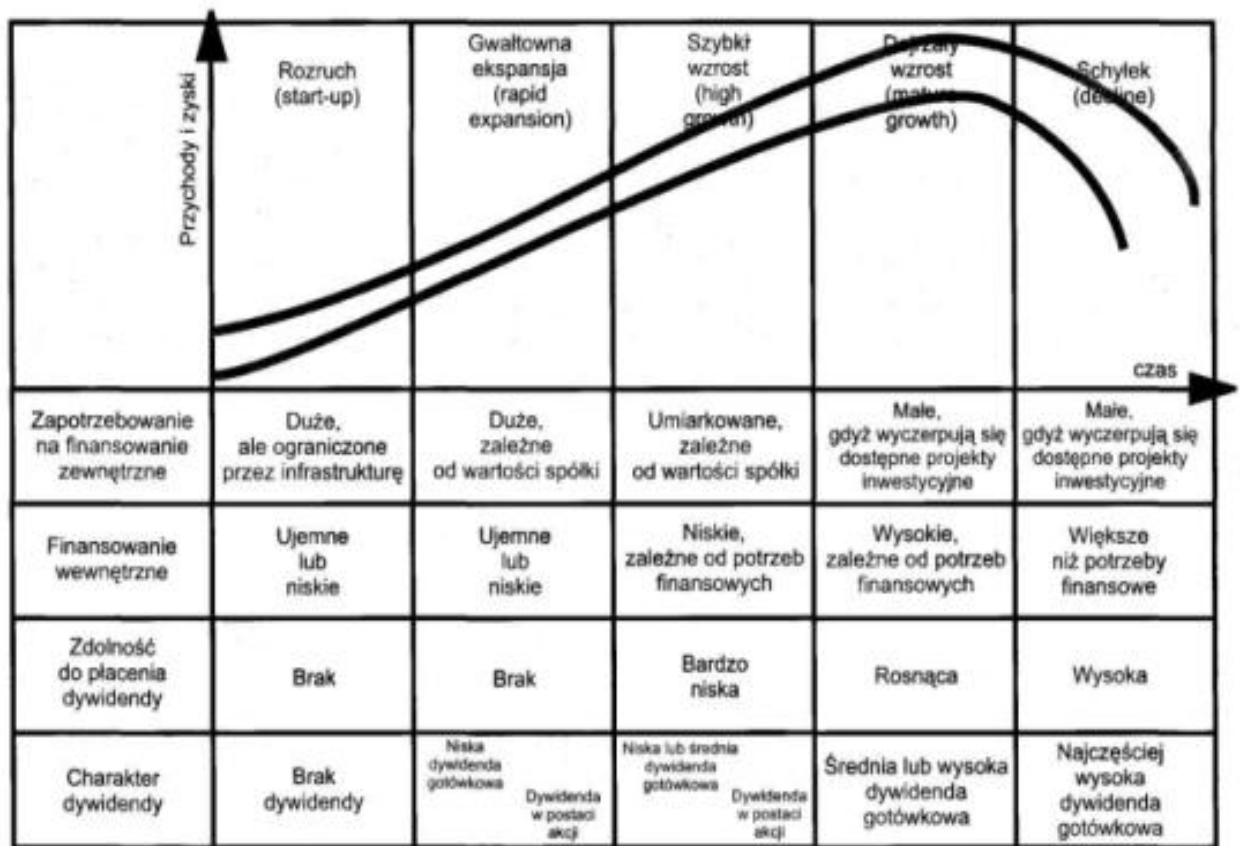 Przychody i zyski
Rozruch
(start-up)
Gwałtowna
ekspansja
(rapid
expansion)
Szybki
wzrost
(high
growth)
Dojrzały
wzrost
(mature
growth)
Schyłek
(decline)
czas
Zapotrzebowanie
na finansowanie
zewnętrzne
Duże,
ale ograniczone
przez infrastrukturę
Duże,
zależne
od wartości spółki
Umiarkowane,
zależne
od wartości spółki
Małe,
gdyż wyczerpują się
dostępne projekty
inwestycyjne
Małe,
gdyż wyczerpują się
dostępne projekty
inwestycyjne
Finansowanie
wewnętrzne
Ujemne
lub
niskie
Ujemne
lub
niskie
Niskie,
zależne od potrzeb
finansowych
Wysokie,
zależne od potrzeb
finansowych
Większe
niż potrzeby
finansowe
Zdolność
do płacenia
dywidendy
Brak
Brak
Bardzo
niska
Rosnąca
Wysoka
Charakter
dywidendy
Brak
dywidendy
Niska
dywidenda
gotówkowa
Dywidenda
w postaci
akcji
Niska lub średnia
dywidenda
gotówkowa
Dywidenda
w postaci
akcji
Średnia lub wysoka
dywidenda
gotówkowa
Najczęściej
wysoka
dywidenda
gotówkowa